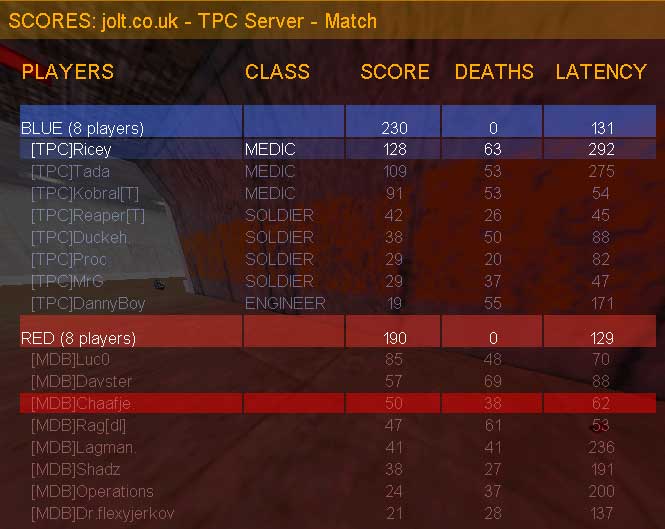 SCORES: jolt.co.uk - TPC Server - Match
PLAYERS CLASS SCORE DEATHS LATENCY
BLUE (8 players) 230 0 131
[TPC]Ricey MEDIC 128 63 292
[TPC]Tada MEDIC 109 53 275
[TPC]Kobral[T] MEDIC 91 53 54
[TPC]Reaper[T] SOLDIER 42 26 45
[TPC]Duckeh. SOLDIER 38 50 88
[TPC]Proc SOLDIER 29 20 82
[TPC]MrG SOLDIER 29 37 47
[TPC]DannyBoy ENGINEER 19 55 171
RED (8 players) 190 0 129
[MDB]Luc0 85 48 70
[MDB]Davster 57 69 88
[MDB]Chaafje. 50 38 62
[MDB]Rag[dl] 47 61 53
[MDB]Lagman. 41 41 236
[MDB]Shadz 38 27 191
[MDB]Operations 24 37 200
[MDB]Dr.flexyjerkov 21 28 137